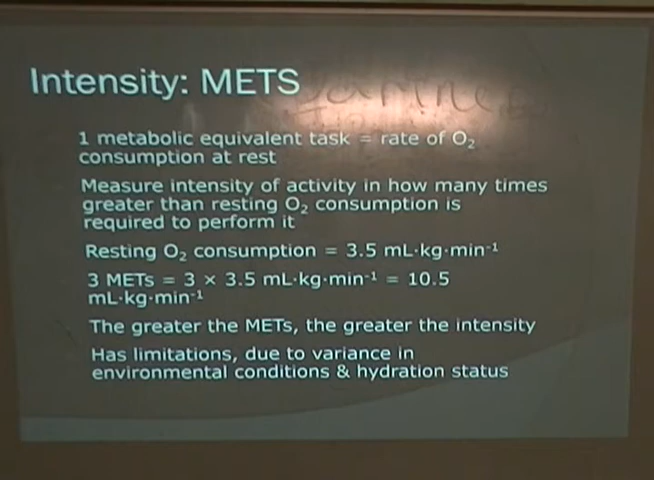 Intensity: METS
1 metabolic equivalent task = rate of O₂
consumption at rest
Measure intensity of activity in how many times
greater than resting O₂ consumption is
required to perform it
Resting O₂ consumption = 3.5 mL·kg·min⁻¹
3 METs = 3 × 3.5 mL·kg·min⁻¹ = 10.5
mL·kg·min⁻¹
The greater the METs, the greater the intensity
Has limitations, due to variance in
environmental conditions & hydration status